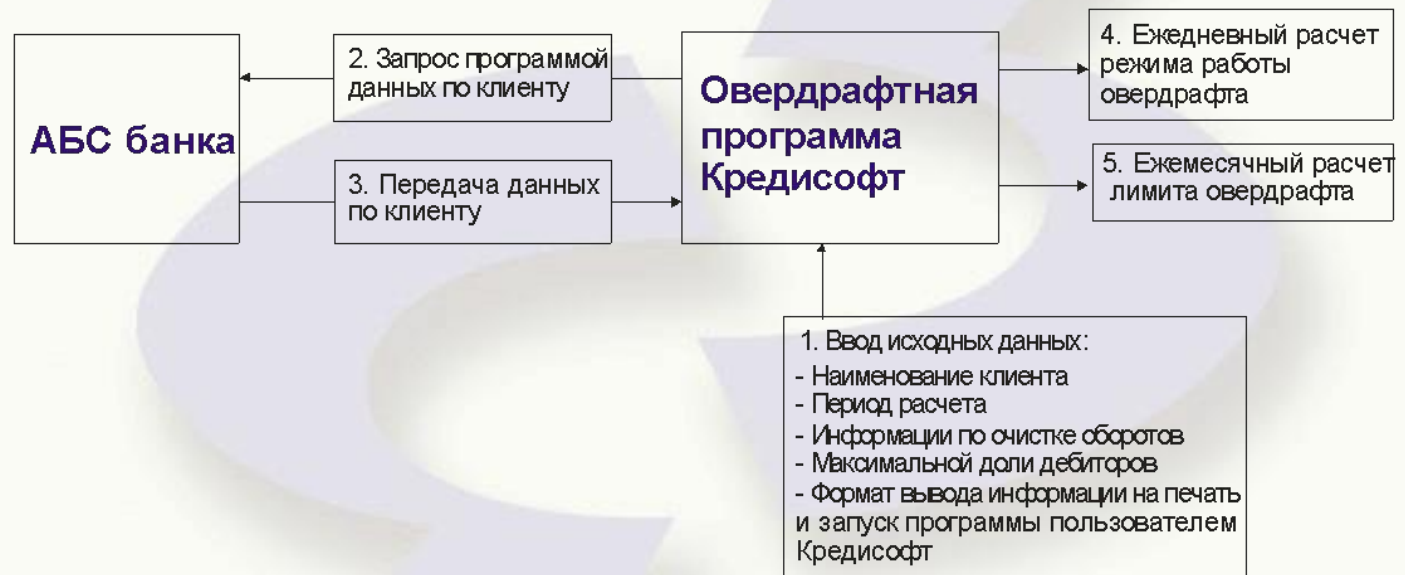 АБС банка
2. Запрос программой
данных по клиенту
3. Передача данных
по клиенту
Овердрафтная
программа
Кредисофт
4. Ежедневный расчет
режима работы
овердрафта
5. Ежемесячный расчет
лимита овердрафта
1. Ввод исходных данных:
- Наименование клиента
- Период расчета
- Информации по очистке оборотов
- Максимальной доли дебиторов
- Формат вывода информации на печать
и запуск программы пользователем
Кредисофт